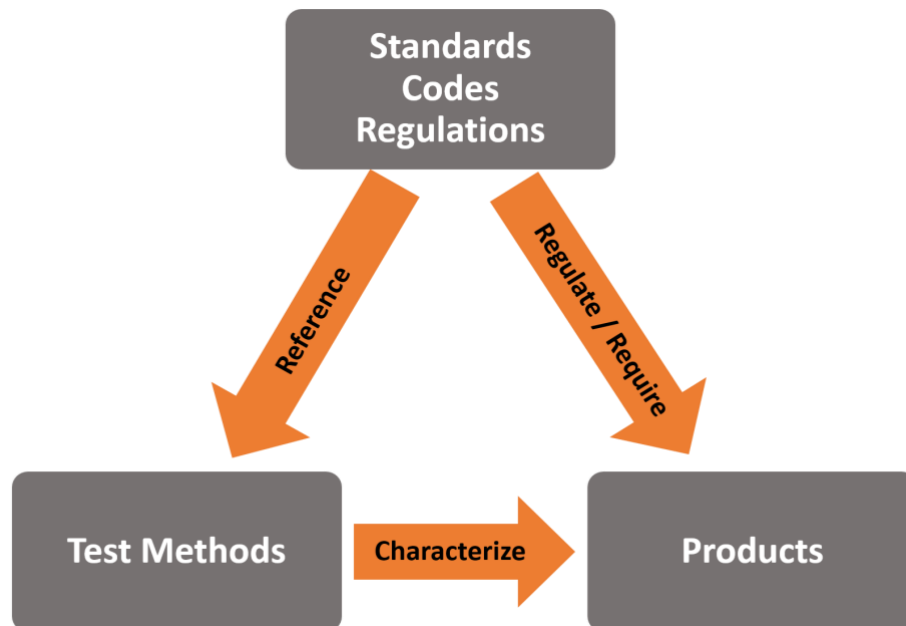 Standards
Codes
Regulations
Reference
Regulate / Require
Test Methods
Characterize
Products